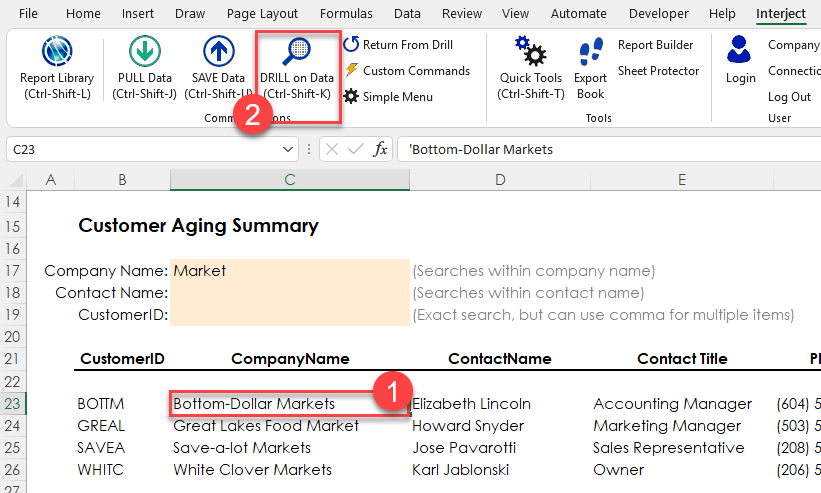 File Home Insert Draw Page Layout Formulas Data Review View Automate Developer Help Interject
Report Library PULL Data SAVE Data DRILL on Data Return From Drill Quick Tools Export Report Builder Login Company
(Ctrl-Shift-L) (Ctrl-Shift-J) (Ctrl-Shift-U) (Ctrl-Shift-K) Custom Commands (Ctrl-Shift-T) Book Sheet Protector
Simple Menu Log Out
2 Tools User
C23 fx 'Bottom-Dollar Markets
A B C D E
14
15 Customer Aging Summary
16
17 Company Name: Market (Searches within company name)
18 Contact Name: (Searches within contact name)
19 CustomerID: (Exact search, but can use comma for multiple items)
20
21 CustomerID CompanyName ContactName Contact Title
22
1
23 BOTTM Bottom-Dollar Markets Elizabeth Lincoln Accounting Manager (604) 5
24 GREAL Great Lakes Food Market Howard Snyder Marketing Manager (503) 5
25 SAVEA Save-a-lot Markets Jose Pavarotti Sales Representative (208) 5
26 WHITC White Clover Markets Karl Jablonski Owner (206) 5
27